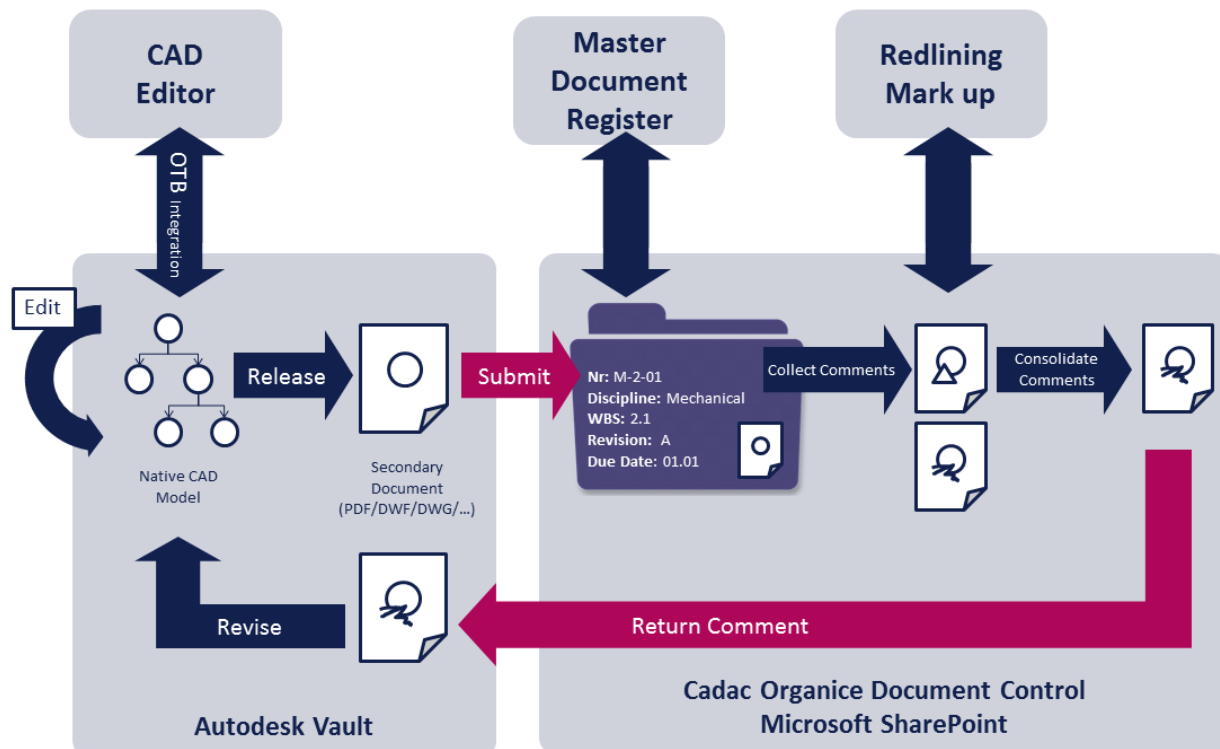 CAD
Editor
Master
Document
Register
Redlining
Mark up
OTB Integration
Edit
Release
Submit
Nr: M-2-01
Discipline: Mechanical
WBS: 2.1
Revision: A
Due Date: 01.01
Collect Comments
Consolidate
Comments
Native CAD
Model
Secondary
Document
(PDF/DWF/DWG/...)
Revise
Return Comment
Autodesk Vault
Cadac Organice Document Control
Microsoft SharePoint